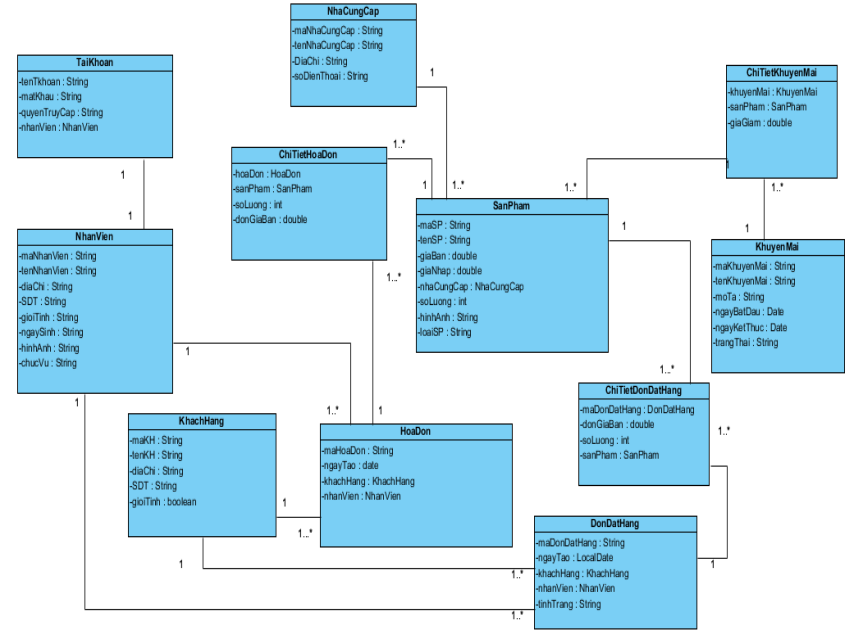 NhaCungCap
-maNhaCungCap : String
-tenNhaCungCap : String
-DiaChi : String
-soDienThoai : String
TaiKhoan
-tenTkhoan : String
-matKhau : String
-quyenTruyCap : String
-nhanVien : NhanVien
ChiTietKhuyenMai
-khuyenMai : KhuyenMai
-sanPham : SanPham
-giaGiam : double
ChiTietHoaDon
-hoaDon : HoaDon
-sanPham : SanPham
-soLuong : int
-donGiaBan : double
SanPham
-maSP : String
-tenSP : String
-giaBan : double
-giaNhap : double
-nhaCungCap : NhaCungCap
-soLuong : int
-hinhAnh : String
-loaiSP : String
NhanVien
-maNhanVien : String
-tenNhanVien : String
-diaChi : String
-SDT : String
-gioiTinh : String
-ngaySinh : String
-hinhAnh : String
-chucVu : String
KhuyenMai
-maKhuyenMai : String
-tenKhuyenMai : String
-moTa : String
-ngayBatDau : Date
-ngayKetThuc : Date
-trangThai : String
ChiTietDonDatHang
-maDonDatHang : DonDatHang
-donGiaBan : double
-soLuong : int
-sanPham : SanPham
KhachHang
-maKH : String
-tenKH : String
-diaChi : String
-SDT : String
-gioiTinh : boolean
HoaDon
-maHoaDon : String
-ngayTao : date
-khachHang : KhachHang
-nhanVien : NhanVien
DonDatHang
-maDonDatHang : String
-ngayTao : LocalDate
-khachHang : KhachHang
-nhanVien : NhanVien
-tinhTrang : String
1
1..*
1
1..*
1
1..*
1
1..*
1
1
1
1...*
1
1...*
1
1..*
1
1..*
1
1...*
1
1..*
1
1..*
1
1..*